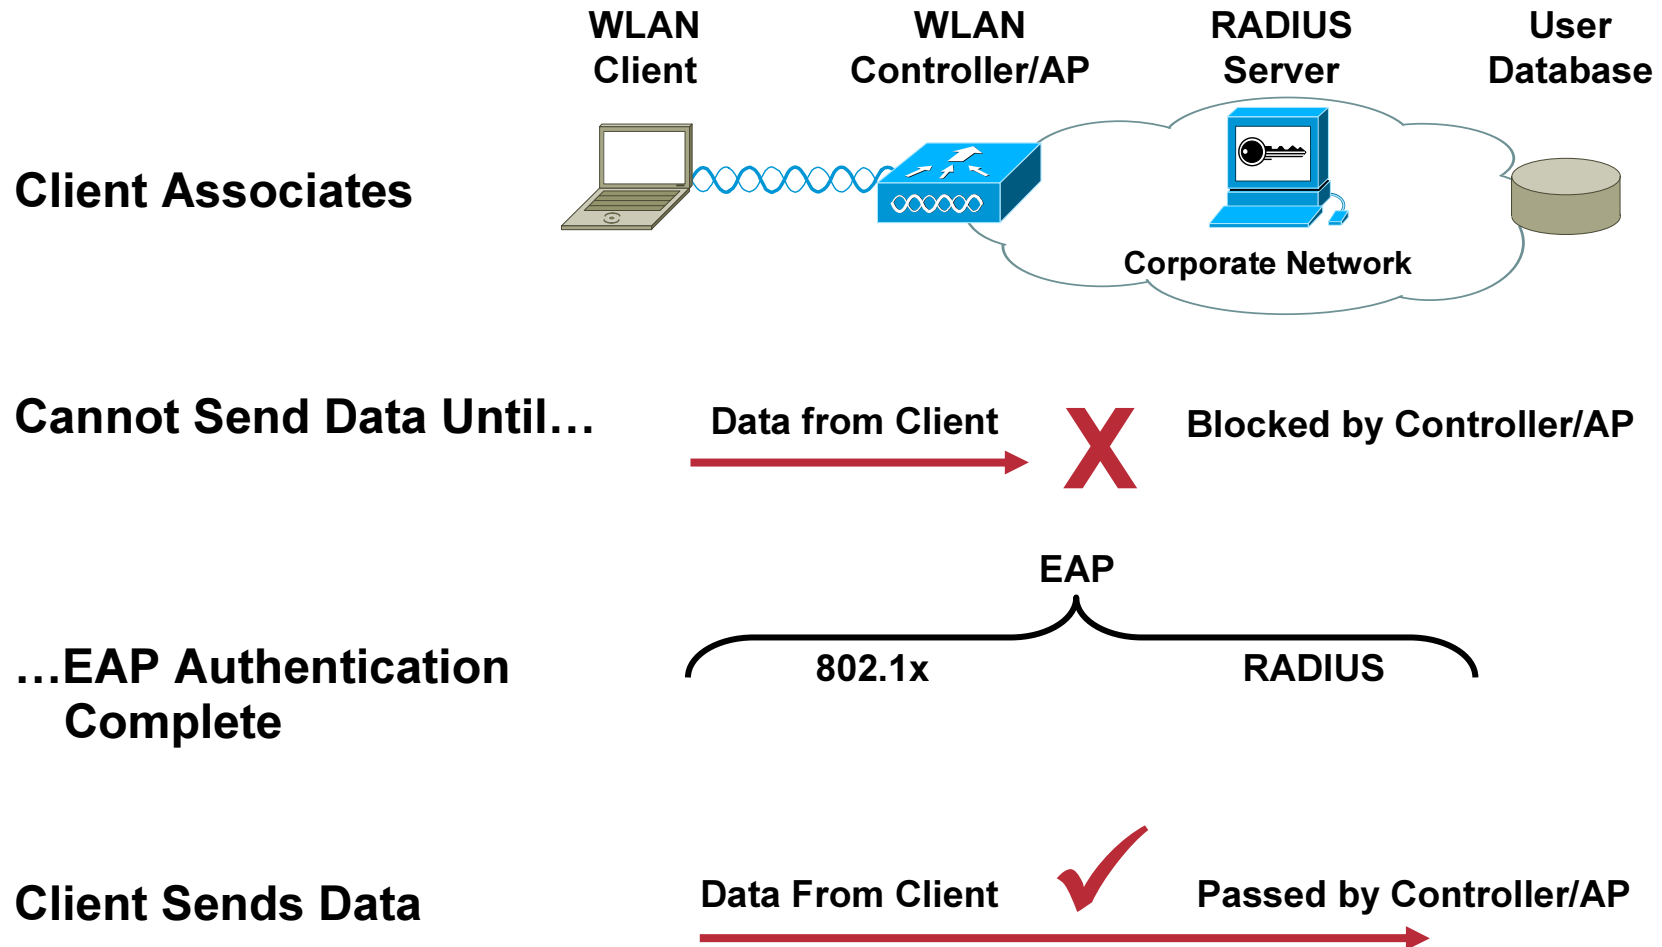 WLAN
Client
WLAN
Controller/AP
RADIUS
Server
User
Database
Client Associates
Corporate Network
Cannot Send Data Until…
Data from Client
X
Blocked by Controller/AP
EAP
…EAP Authentication
Complete
802.1x
RADIUS
Client Sends Data
Data From Client
Passed by Controller/AP